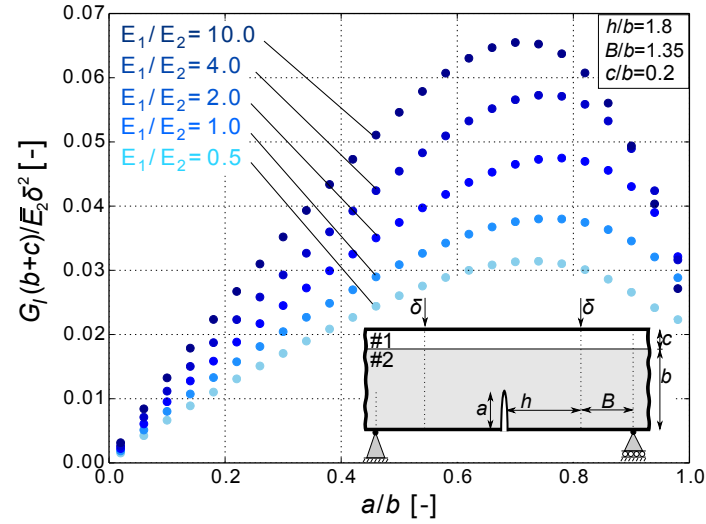 G_I(b+c)/E̅₂δ² [-]
0.07
0.06
0.05
0.04
0.03
0.02
0.01
0.00
E₁/E₂= 10.0
E₁/E₂= 4.0
E₁/E₂= 2.0
E₁/E₂= 1.0
E₁/E₂= 0.5
h/b=1.8
B/b=1.35
c/b=0.2
δ
δ
#1
#2
c
b
a
h
B
0.0
0.2
0.4
0.6
0.8
1.0
a/b [-]